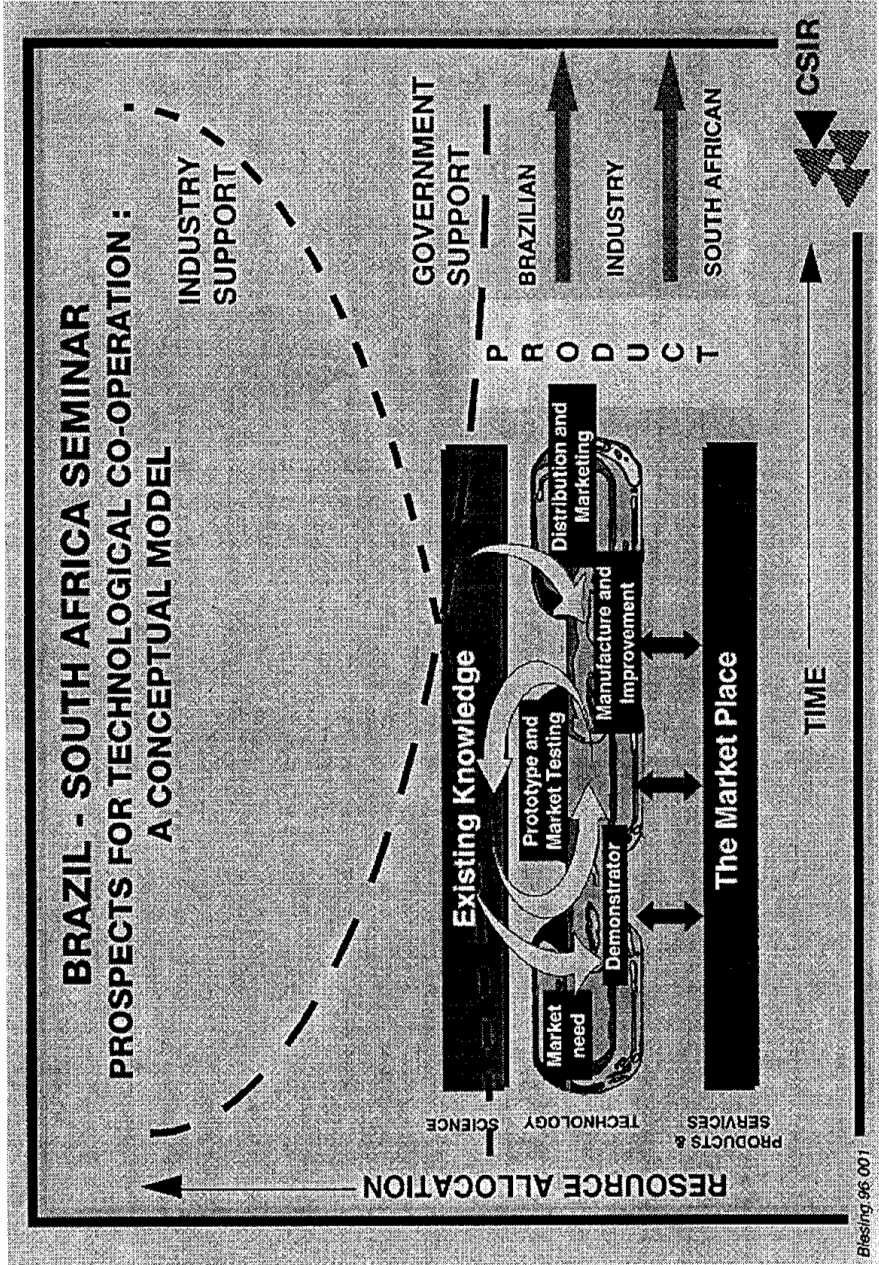 BRAZIL - SOUTH AFRICA SEMINAR
PROSPECTS FOR TECHNOLOGICAL CO-OPERATION :
A CONCEPTUAL MODEL
INDUSTRY
SUPPORT
GOVERNMENT
SUPPORT
RESOURCE ALLOCATION
SCIENCE
TECHNOLOGY
PRODUCTS &
SERVICES
Existing Knowledge
Market
need
Demonstrator
Prototype and
Market Testing
Manufacture and
Improvement
Distribution and
Marketing
The Market Place
PRODUCT
BRAZILIAN
INDUSTRY
SOUTH AFRICAN
TIME
CSIR
Blesing.96 001